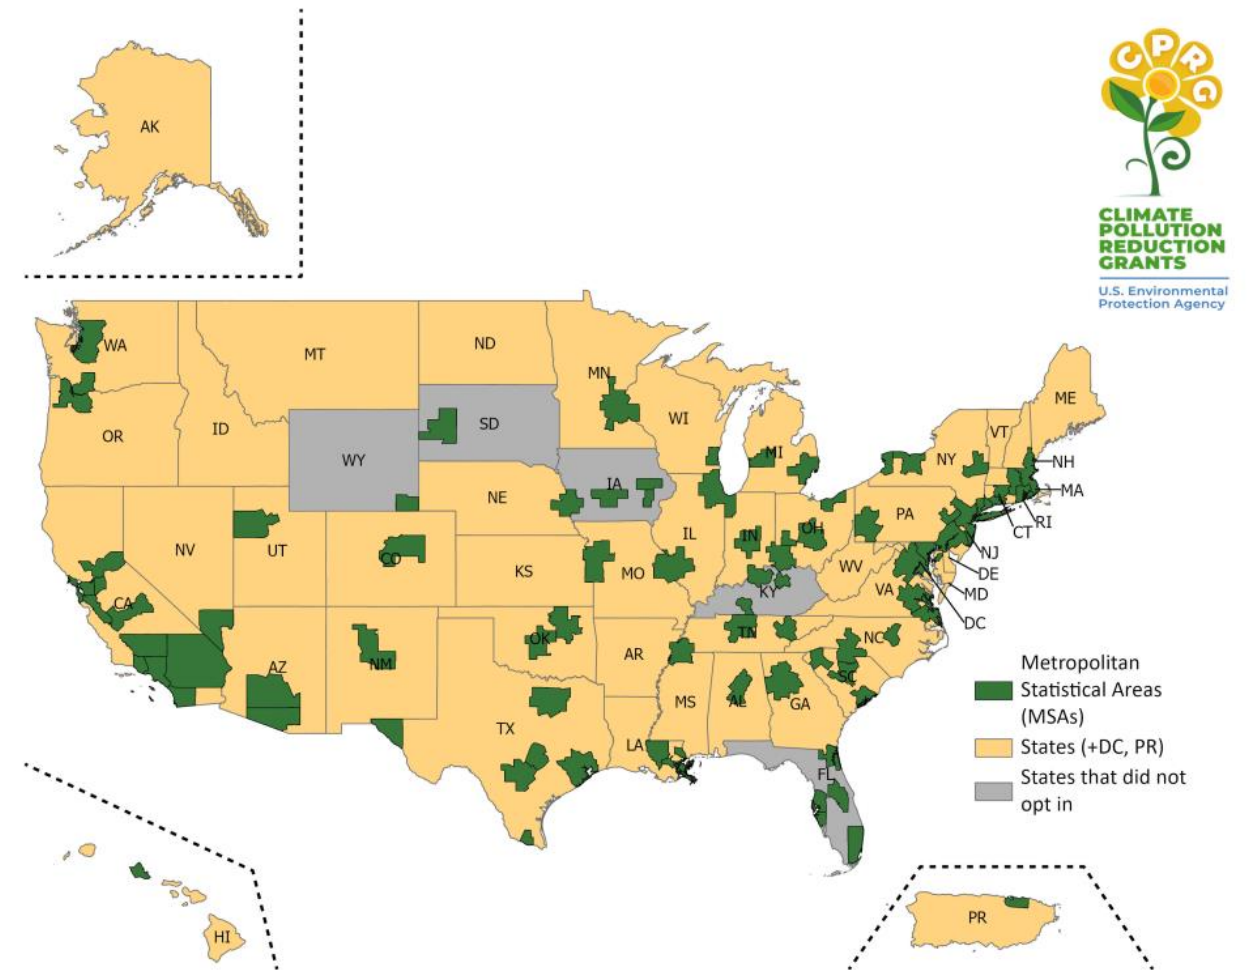 CPRG
CLIMATE
POLLUTION
REDUCTION
GRANTS
U.S. Environmental
Protection Agency
AK
WA
MT
ND
MN
OR
ID
SD
WI
MI
ME
VT
NY
NH
WY
IA
MA
NE
PA
RI
CT
NV
UT
CO
KS
MO
IL
IN
OH
WV
VA
NJ
DE
MD
DC
CA
KY
AZ
NM
OK
AR
TN
NC
SC
MS
AL
GA
TX
LA
FL
Metropolitan
Statistical Areas
(MSAs)
States (+DC, PR)
States that did not
opt in
HI
PR